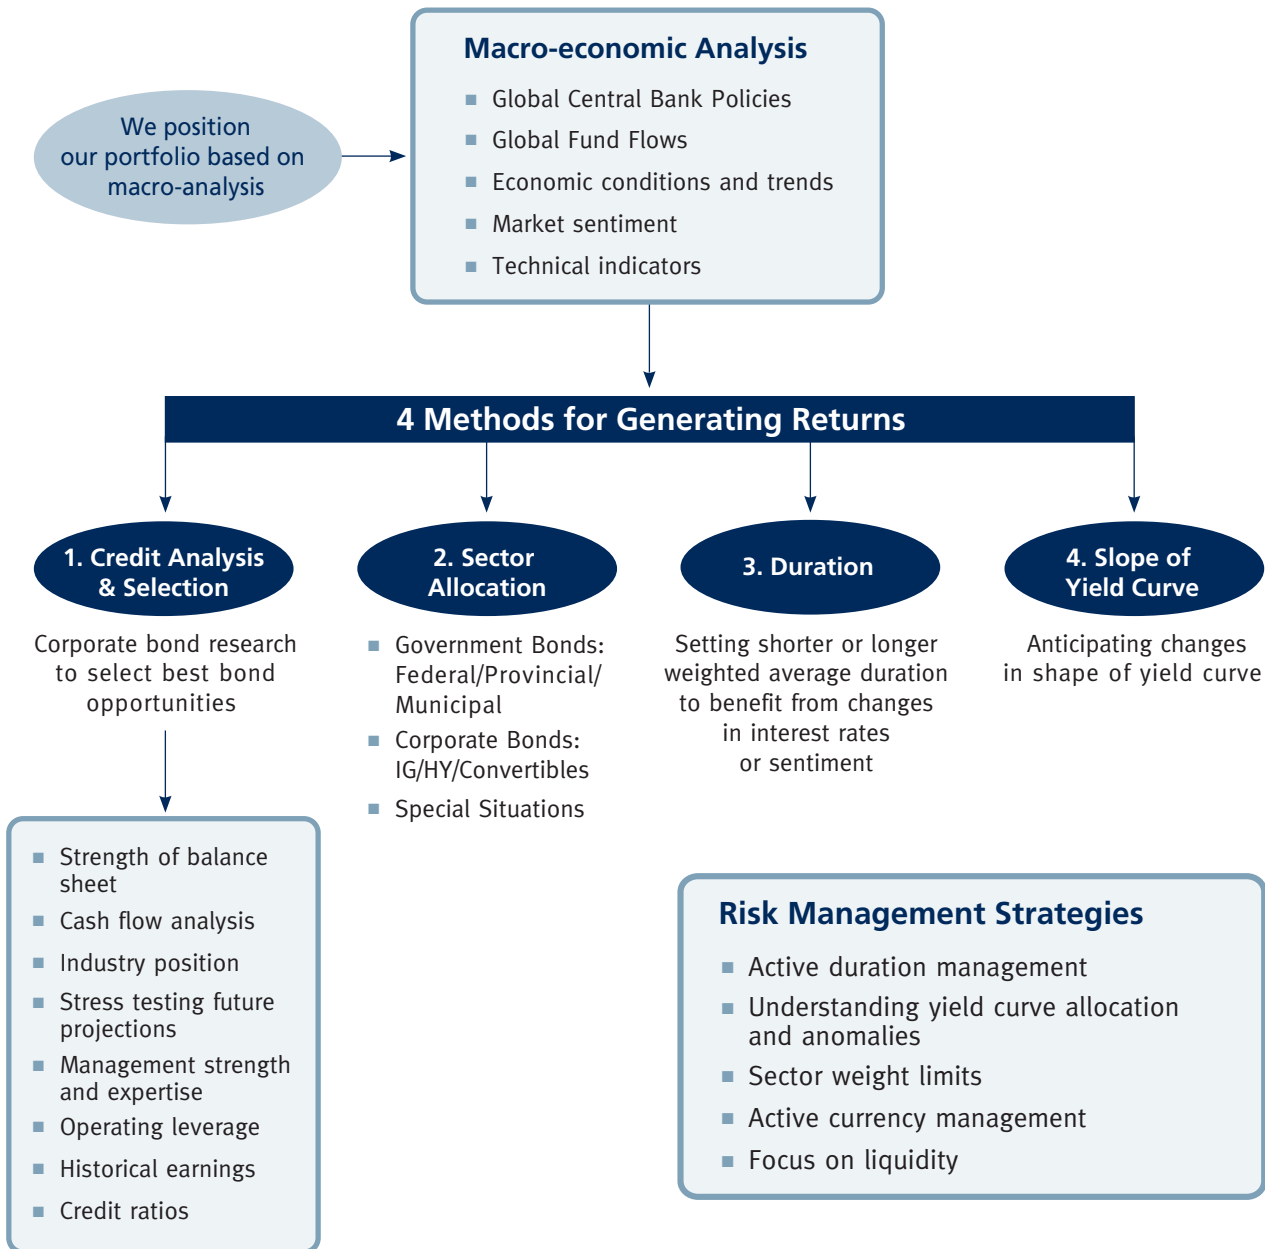 Macro-economic Analysis
Global Central Bank Policies
Global Fund Flows
Economic conditions and trends
Market sentiment
Technical indicators
We position
our portfolio based on
macro-analysis
4 Methods for Generating Returns
1. Credit Analysis
& Selection
Corporate bond research
to select best bond
opportunities
Strength of balance
sheet
Cash flow analysis
Industry position
Stress testing future
projections
Management strength
and expertise
Operating leverage
Historical earnings
Credit ratios
2. Sector
Allocation
Government Bonds:
Federal/Provincial/
Municipal
Corporate Bonds:
IG/HY/Convertibles
Special Situations
3. Duration
Setting shorter or longer
weighted average duration
to benefit from changes
in interest rates
or sentiment
4. Slope of
Yield Curve
Anticipating changes
in shape of yield curve
Risk Management Strategies
Active duration management
Understanding yield curve allocation
and anomalies
Sector weight limits
Active currency management
Focus on liquidity